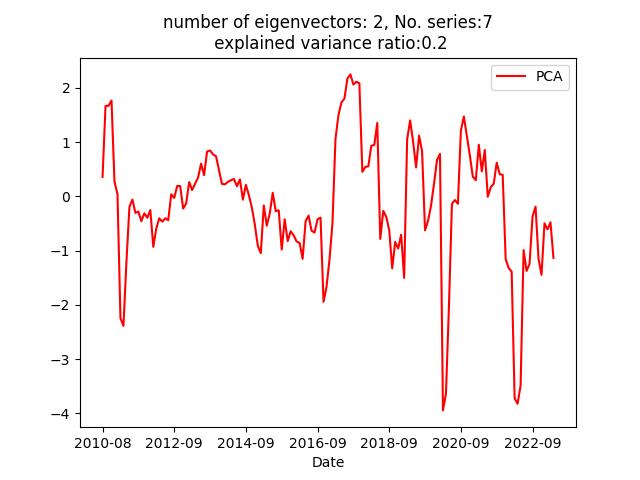 number of eigenvectors: 2, No. series:7
explained variance ratio:0.2
PCA
2
1
0
−1
−2
−3
−4
2010-08 2012-09 2014-09 2016-09 2018-09 2020-09 2022-09
Date